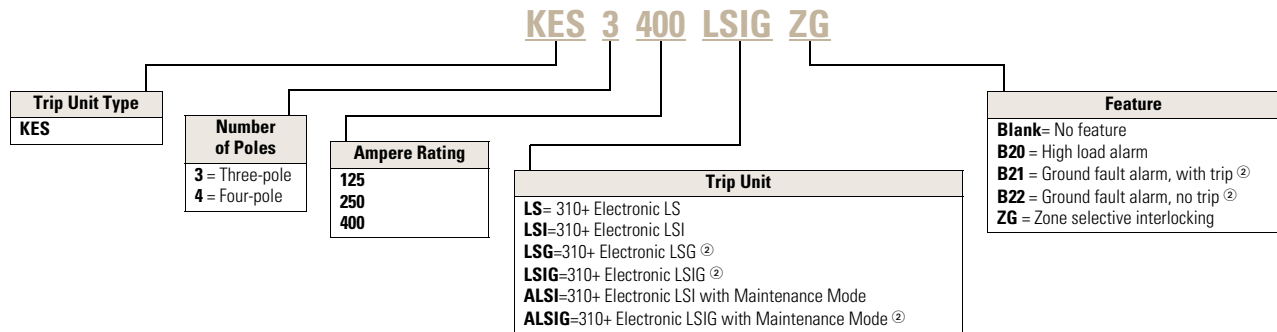 KES 3 400 LSIG ZG
Trip Unit Type
KES
Number
of Poles
3 = Three-pole
4 = Four-pole
Ampere Rating
125
250
400
Trip Unit
LS= 310+ Electronic LS
LSI=310+ Electronic LSI
LSG=310+ Electronic LSG ②
LSIG=310+ Electronic LSIG ②
ALSI=310+ Electronic LSI with Maintenance Mode
ALSIG=310+ Electronic LSIG with Maintenance Mode ②
Feature
Blank= No feature
B20 = High load alarm
B21 = Ground fault alarm, with trip ②
B22 = Ground fault alarm, no trip ②
ZG = Zone selective interlocking